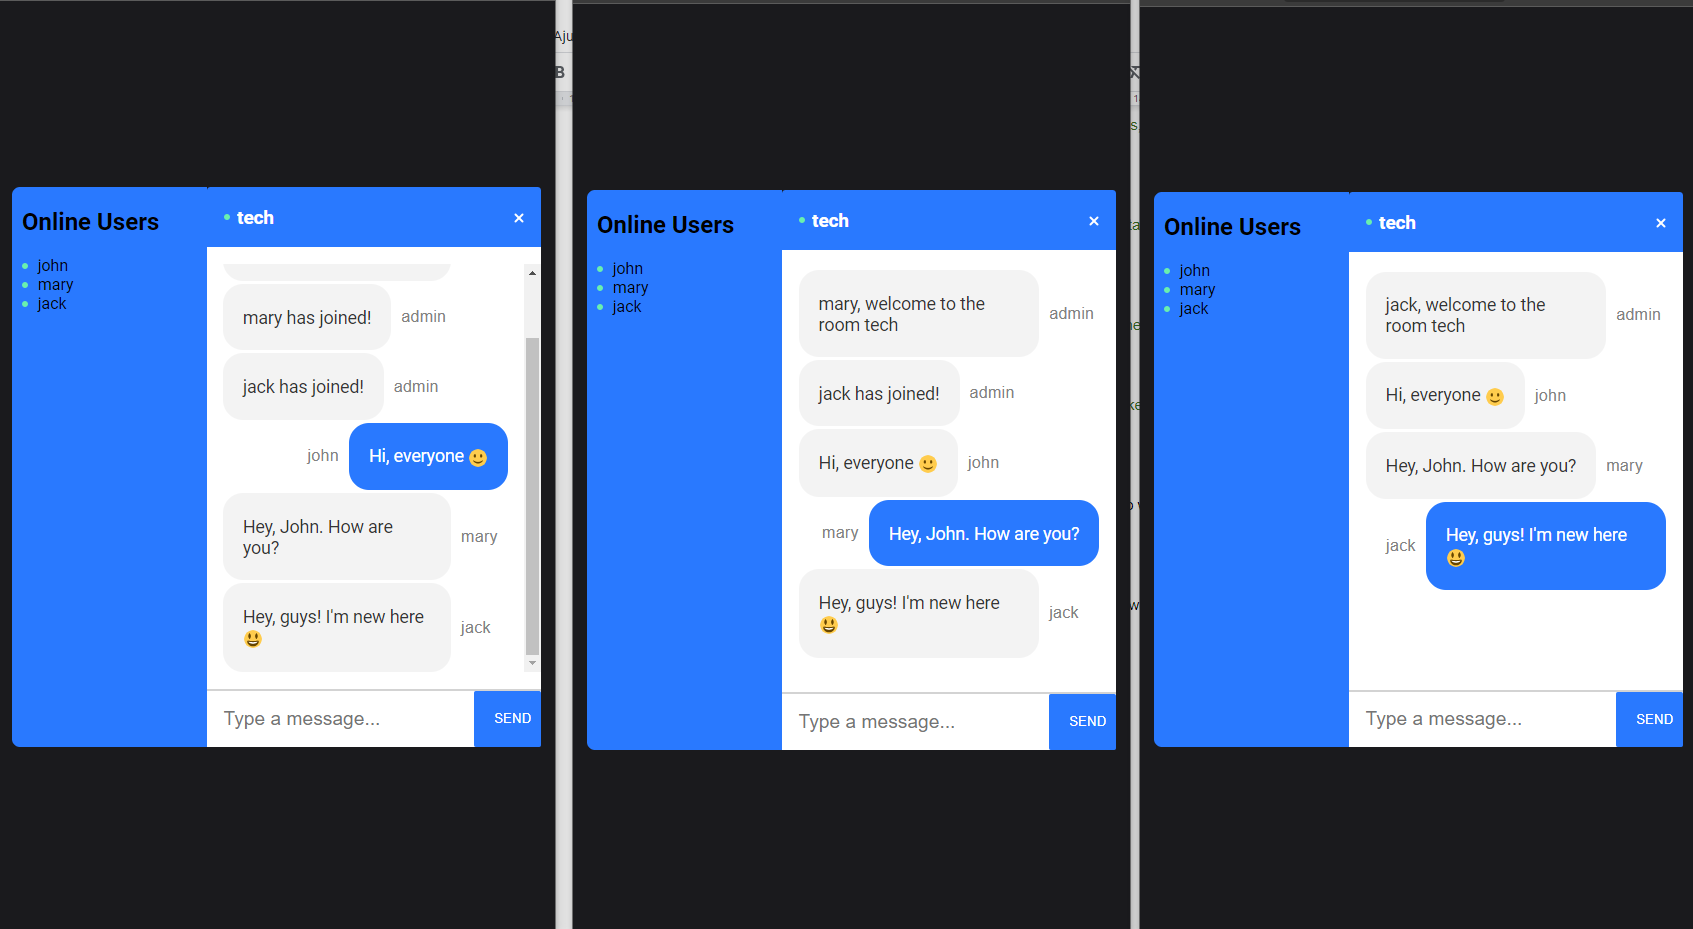 Online Users
john
mary
jack
tech
×
mary has joined!
admin
jack has joined!
admin
john
Hi, everyone 🙂
Hey, John. How are
you?
mary
Hey, guys! I'm new here
😃
jack
Type a message...
SEND
Aju
B
Online Users
john
mary
jack
tech
×
mary, welcome to the
room tech
admin
jack has joined!
admin
Hi, everyone 🙂
john
mary
Hey, John. How are you?
Hey, guys! I'm new here
😃
jack
Type a message...
SEND
Online Users
john
mary
jack
tech
×
jack, welcome to the
room tech
admin
Hi, everyone 🙂
john
Hey, John. How are you?
mary
jack
Hey, guys! I'm new here
😃
Type a message...
SEND